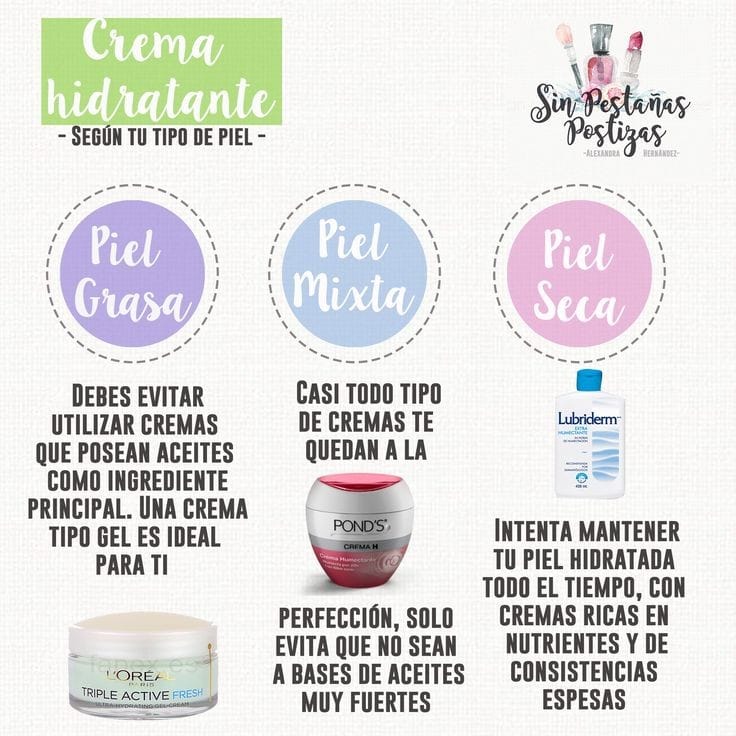 Crema
hidratante
- Según tu tipo de piel -
Sin Pestañas
Postizas
-Alexandra Hernández-
Piel
Grasa
Debes evitar
utilizar cremas
que posean aceites
como ingrediente
principal. Una crema
tipo gel es ideal
para ti
L'ORÉAL
PARIS
TRIPLE ACTIVE FRESH
ULTRA-HYDRATING GEL-CREAM
Piel
Mixta
Casi todo tipo
de cremas te
quedan a la
POND'S
CREMA H
Crema Humectante
perfección, solo
evita que no sean
a bases de aceites
muy fuertes
Piel
Seca
Lubriderm
EXTRA
HUMECTANTE
Intenta mantener
tu piel hidratada
todo el tiempo, con
cremas ricas en
nutrientes y de
consistencias
espesas